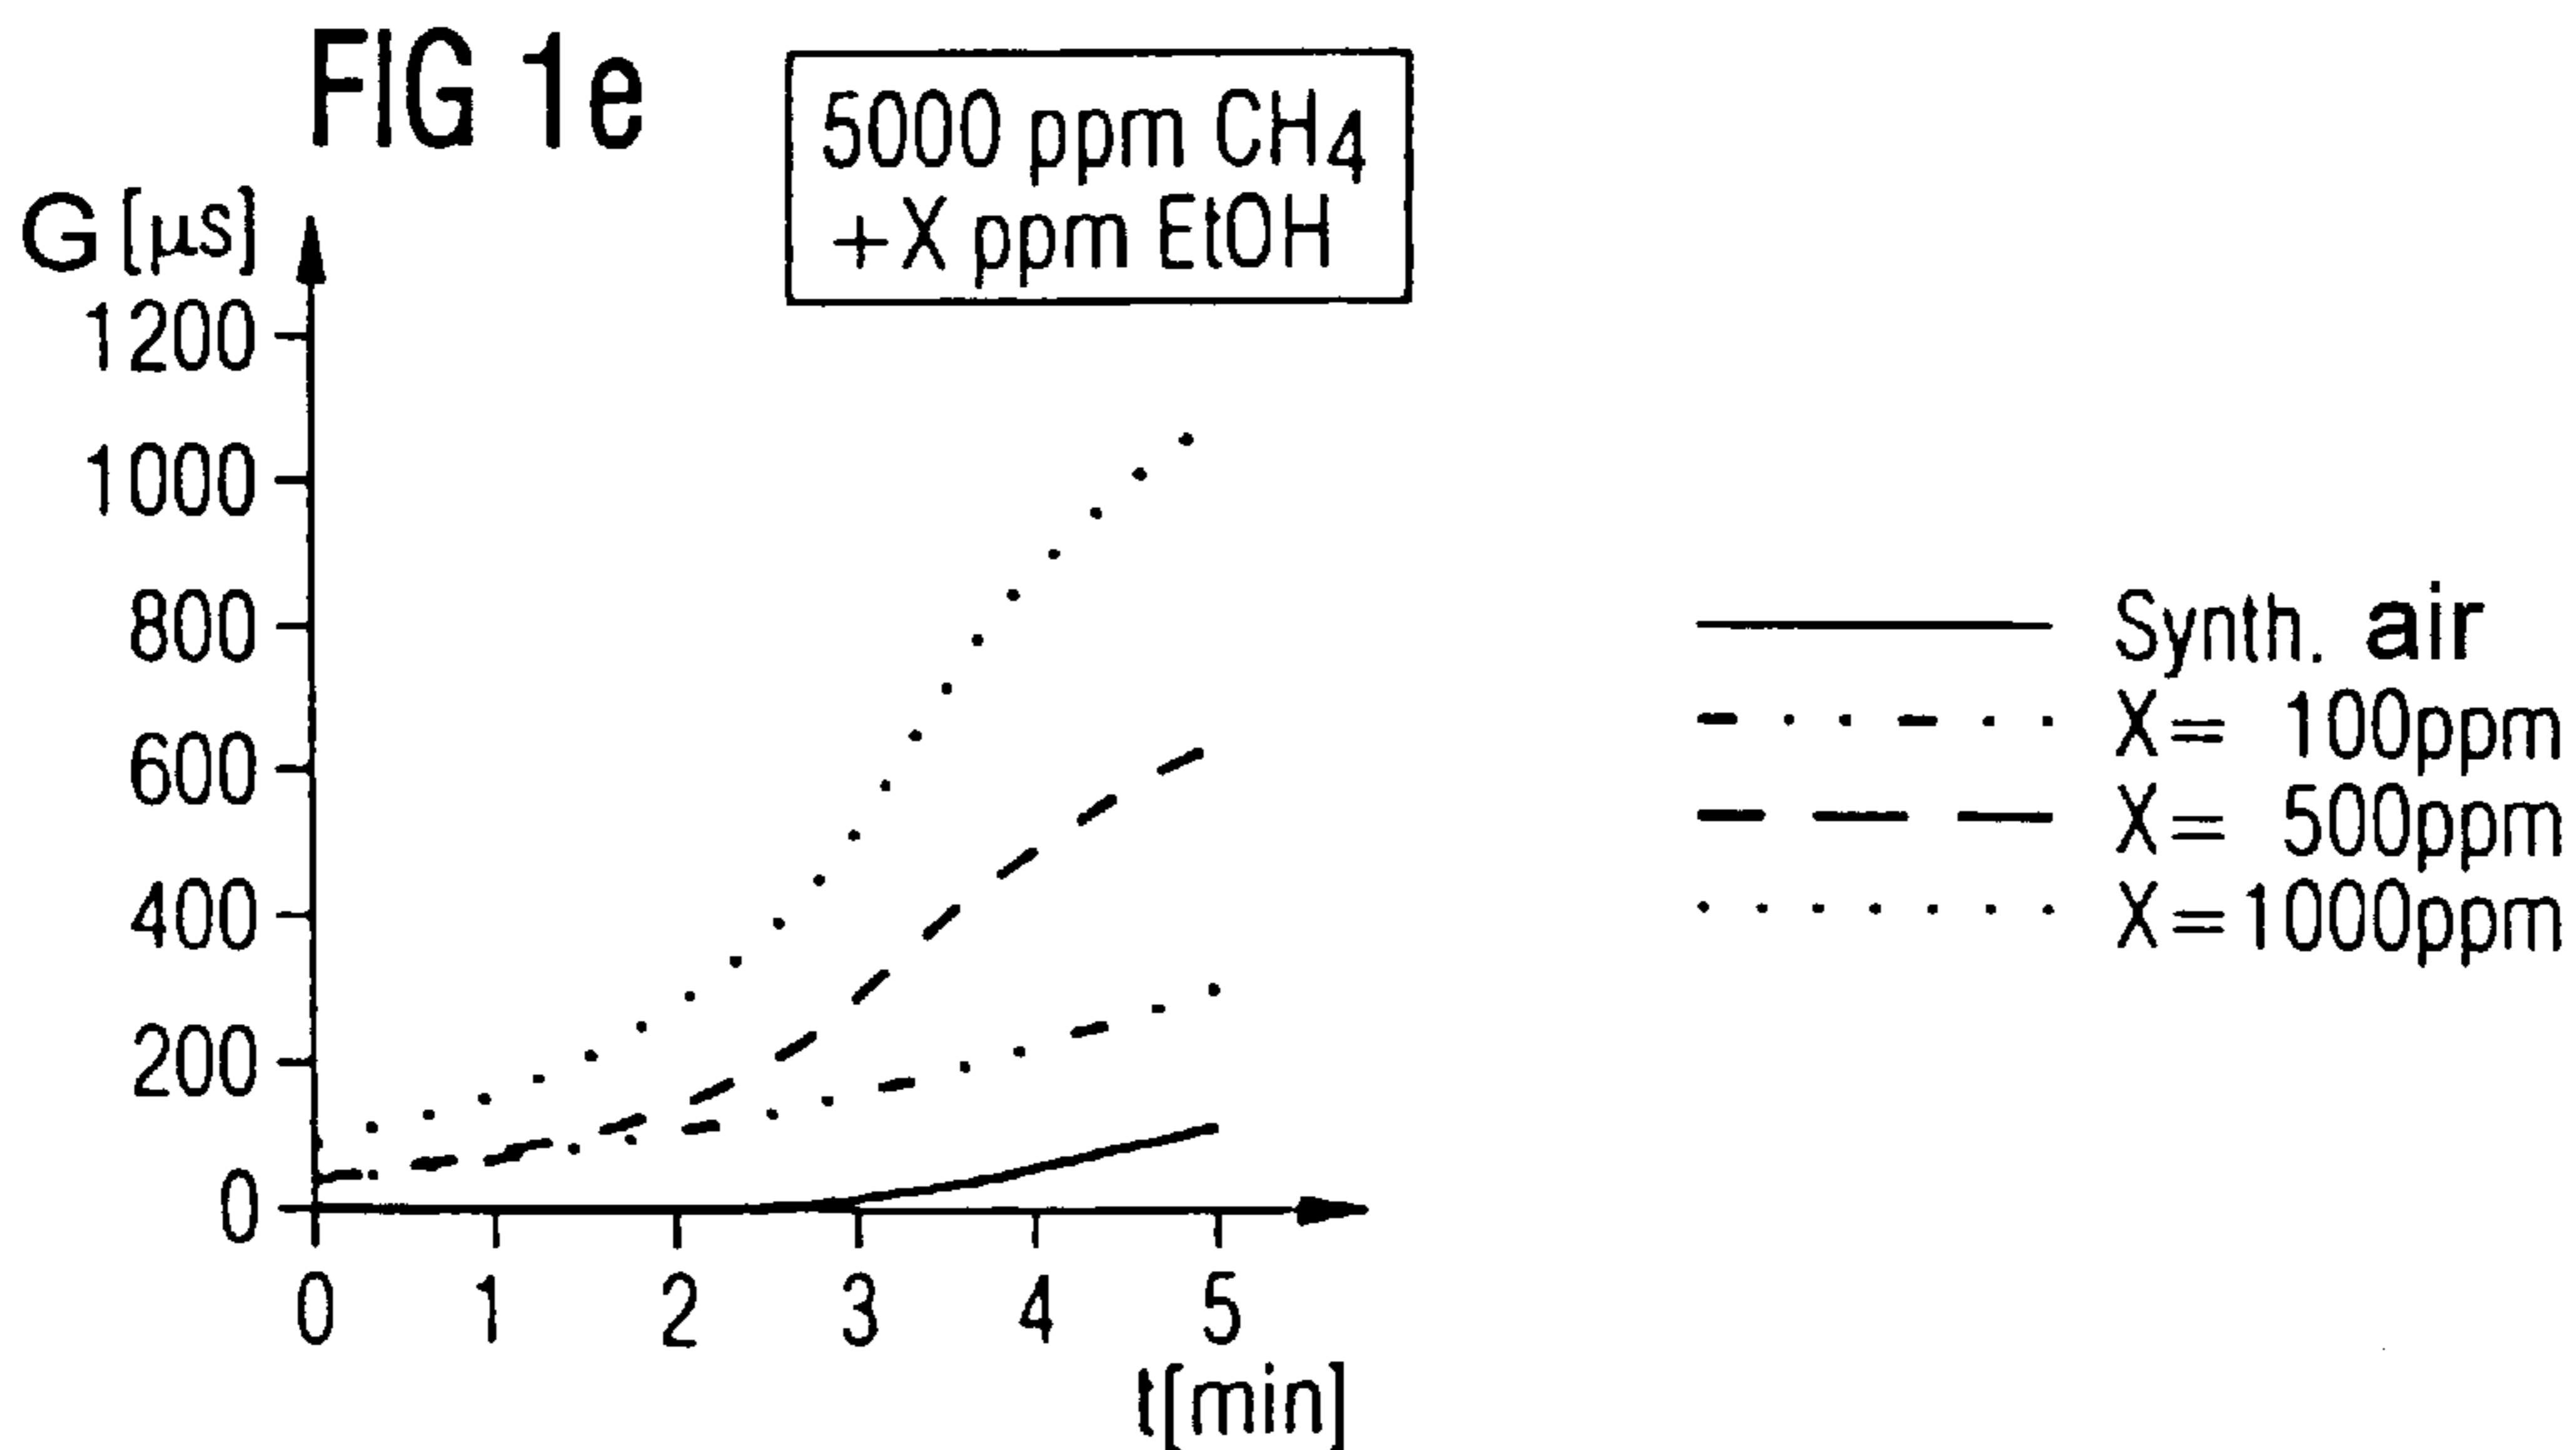 FIG 1e
5000 ppm CH4
+X ppm EtOH
G [µs]
1200
1000
800
600
400
200
0
0 1 2 3 4 5
t[min]
Synth. air
X= 100ppm
X= 500ppm
X=1000ppm